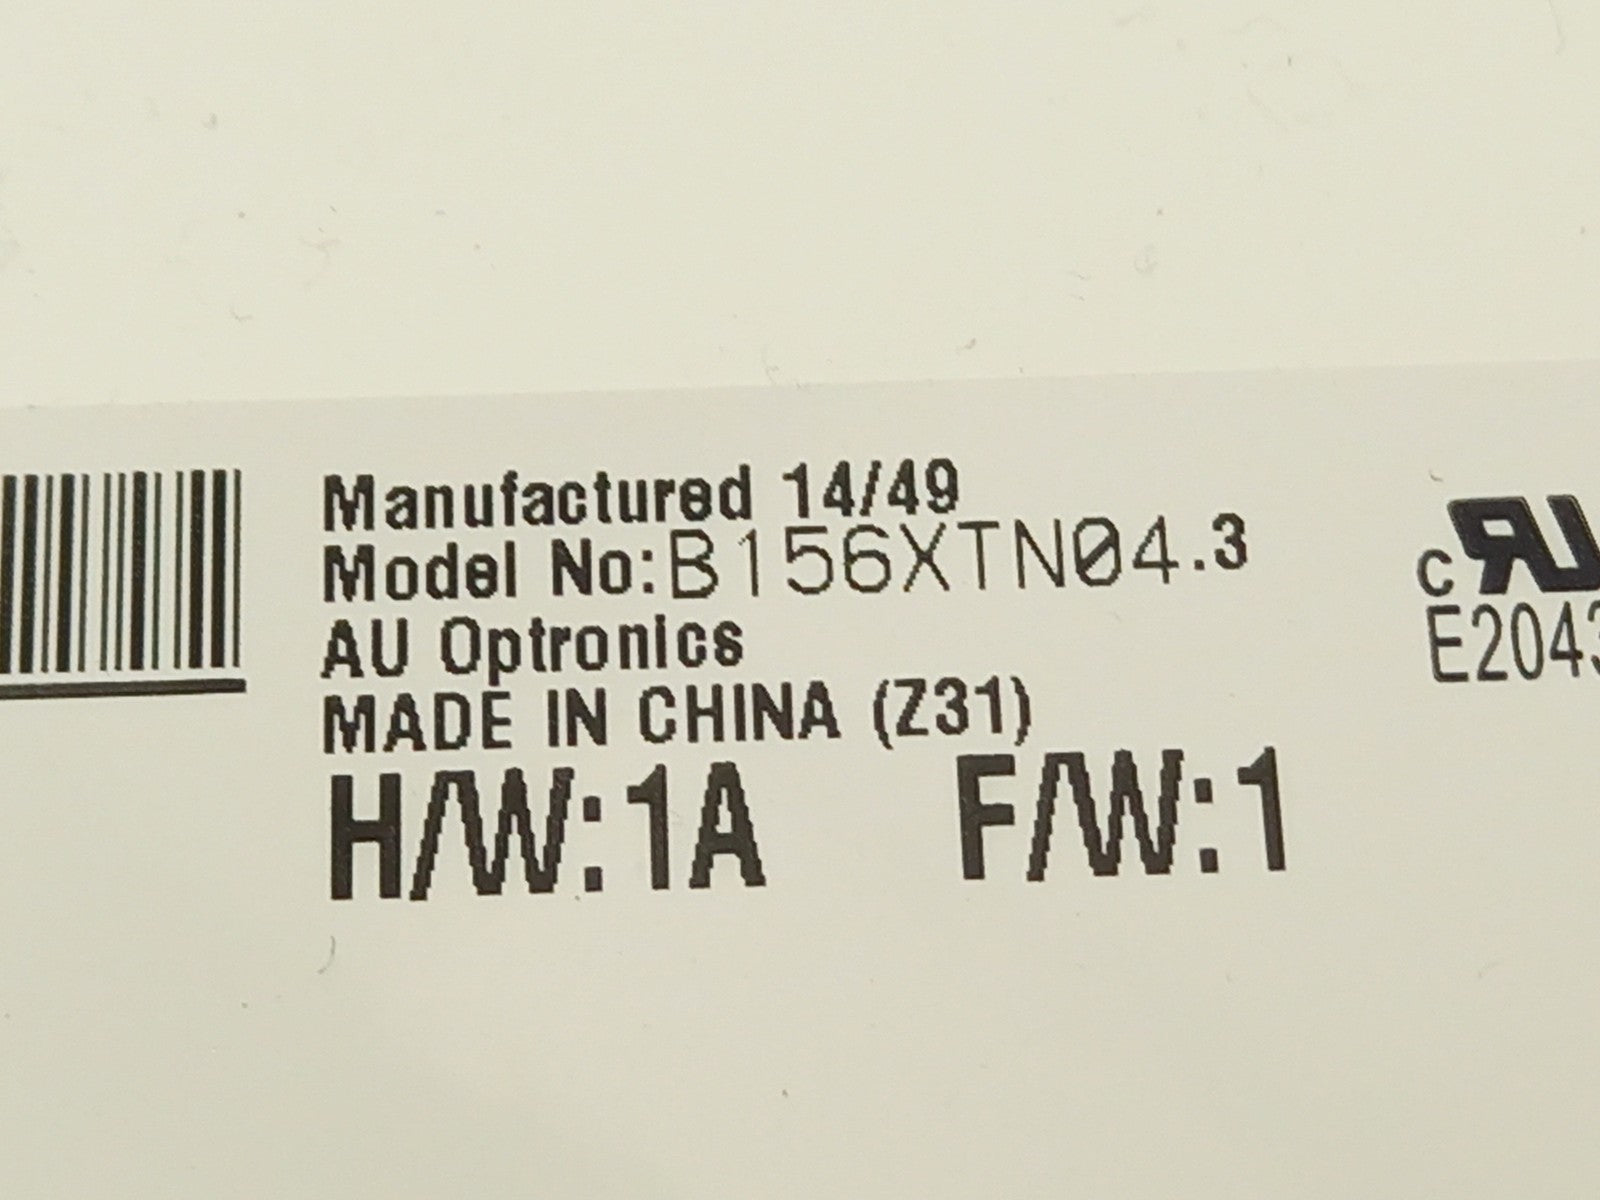 Manufactured 14/49
Model No:B156XTN04.3
AU Optronics
MADE IN CHINA (Z31)
H/W:1A F/W:1
c
E2043